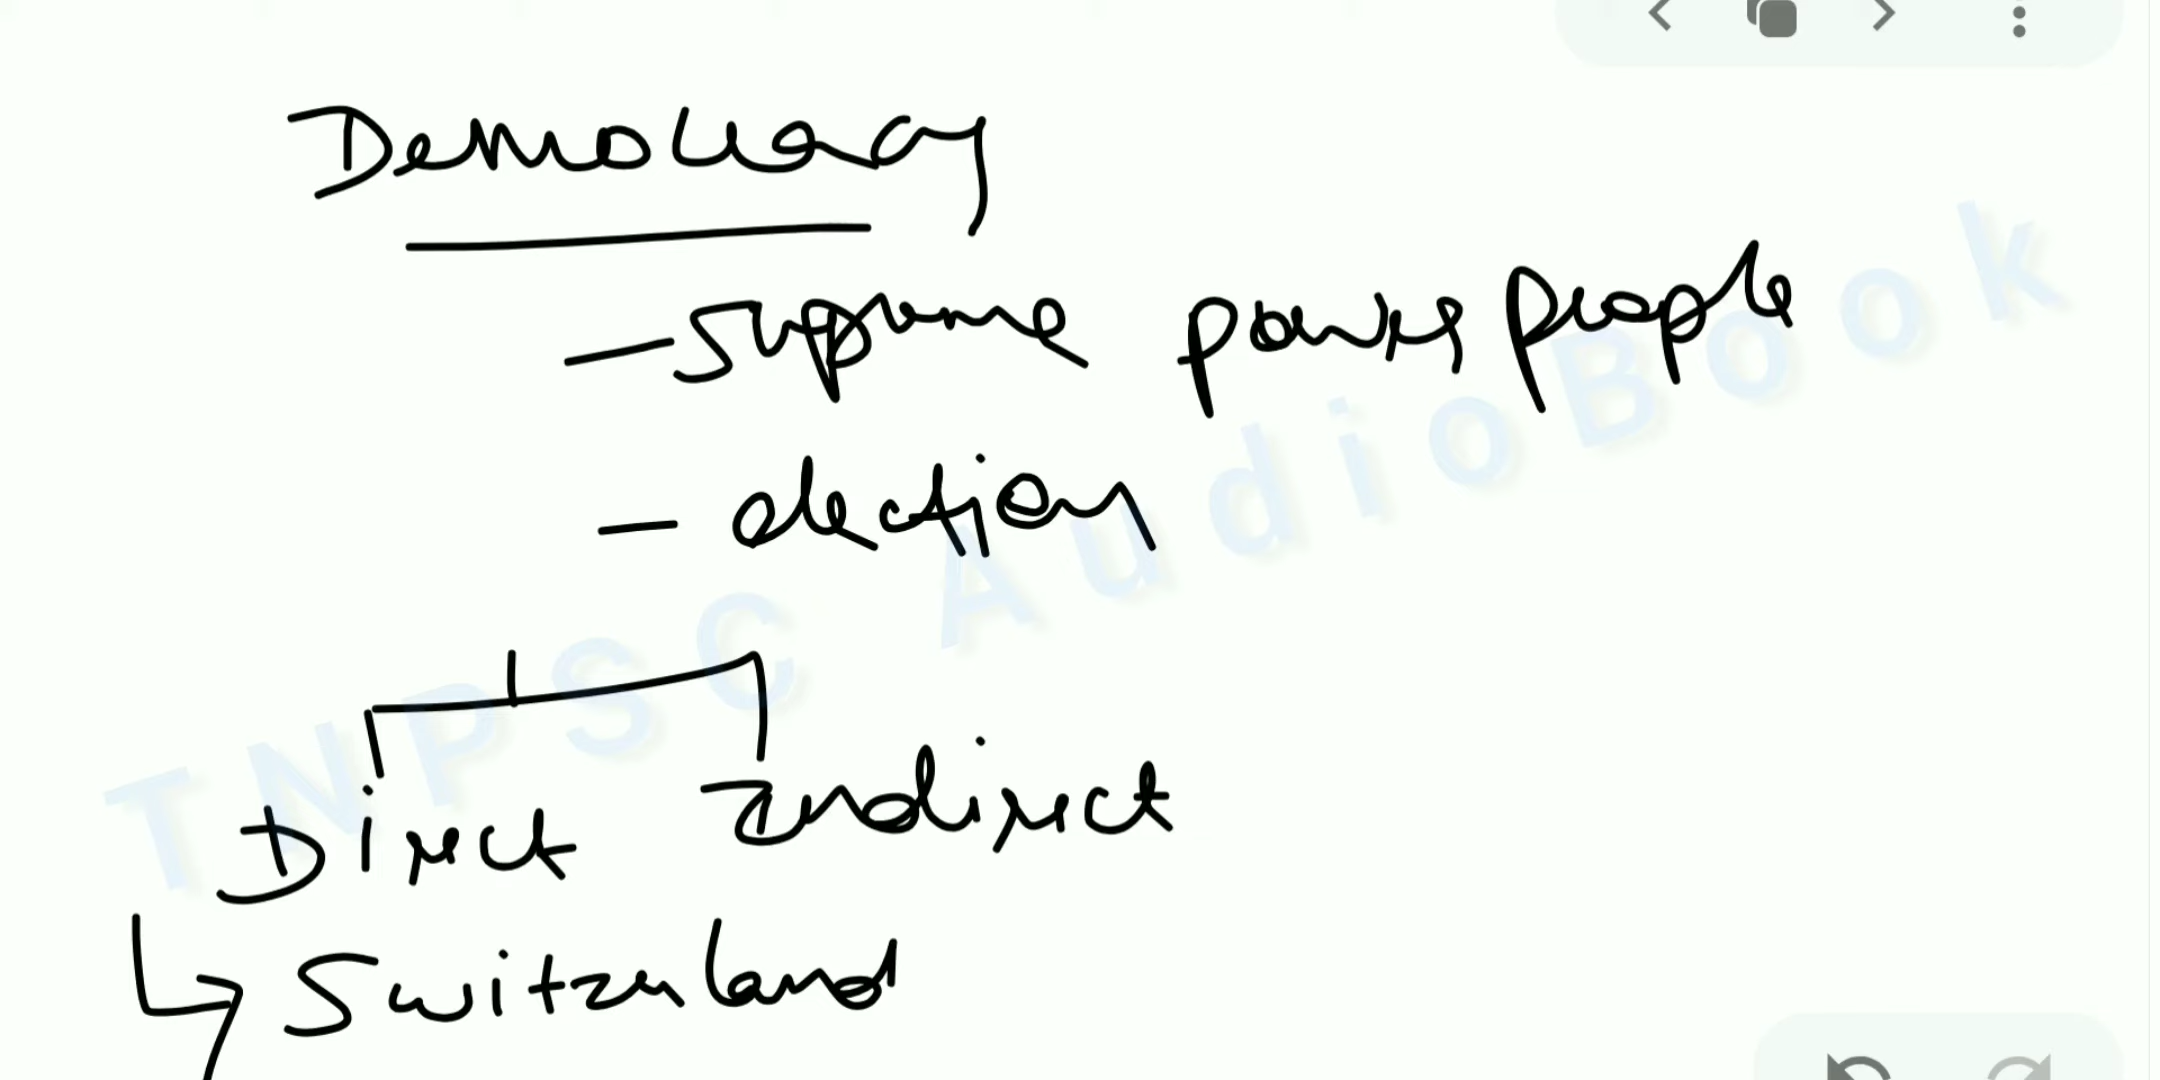 Democracy
- supreme power people
- election
Direct Indirect
Switzerland
TNPSC AudioBook